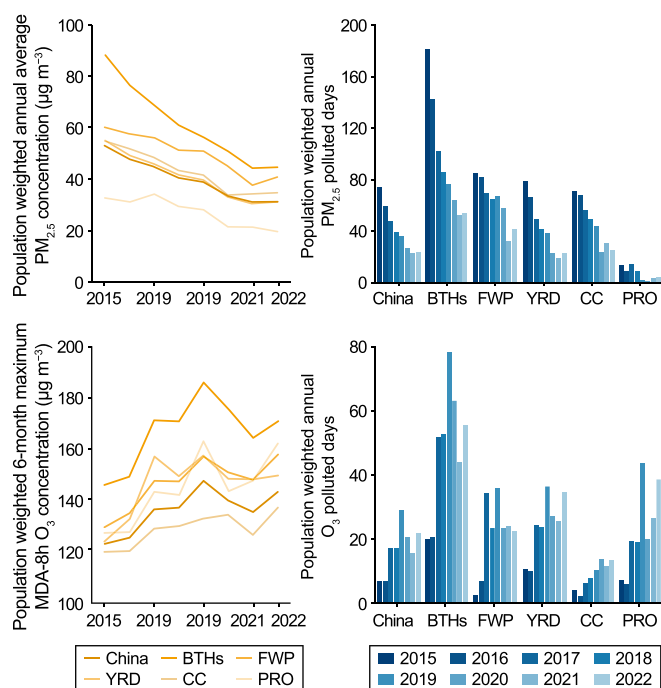 Population weighted annual average
PM2.5 concentration (µg m−3)
100
80
60
40
20
0
2015 2019 2019 2021 2022
Population weighted annual
PM2.5 polluted days
200
160
120
80
40
0
China BTHs FWP YRD CC PRO
Population weighted 6-month maximum
MDA-8h O3 concentration (µg m−3)
200
180
160
140
120
100
2015 2019 2019 2021 2022
Population weighted annual
O3 polluted days
80
60
40
20
0
China BTHs FWP YRD CC PRO
China BTHs FWP
YRD CC PRO
2015 2016 2017 2018
2019 2020 2021 2022